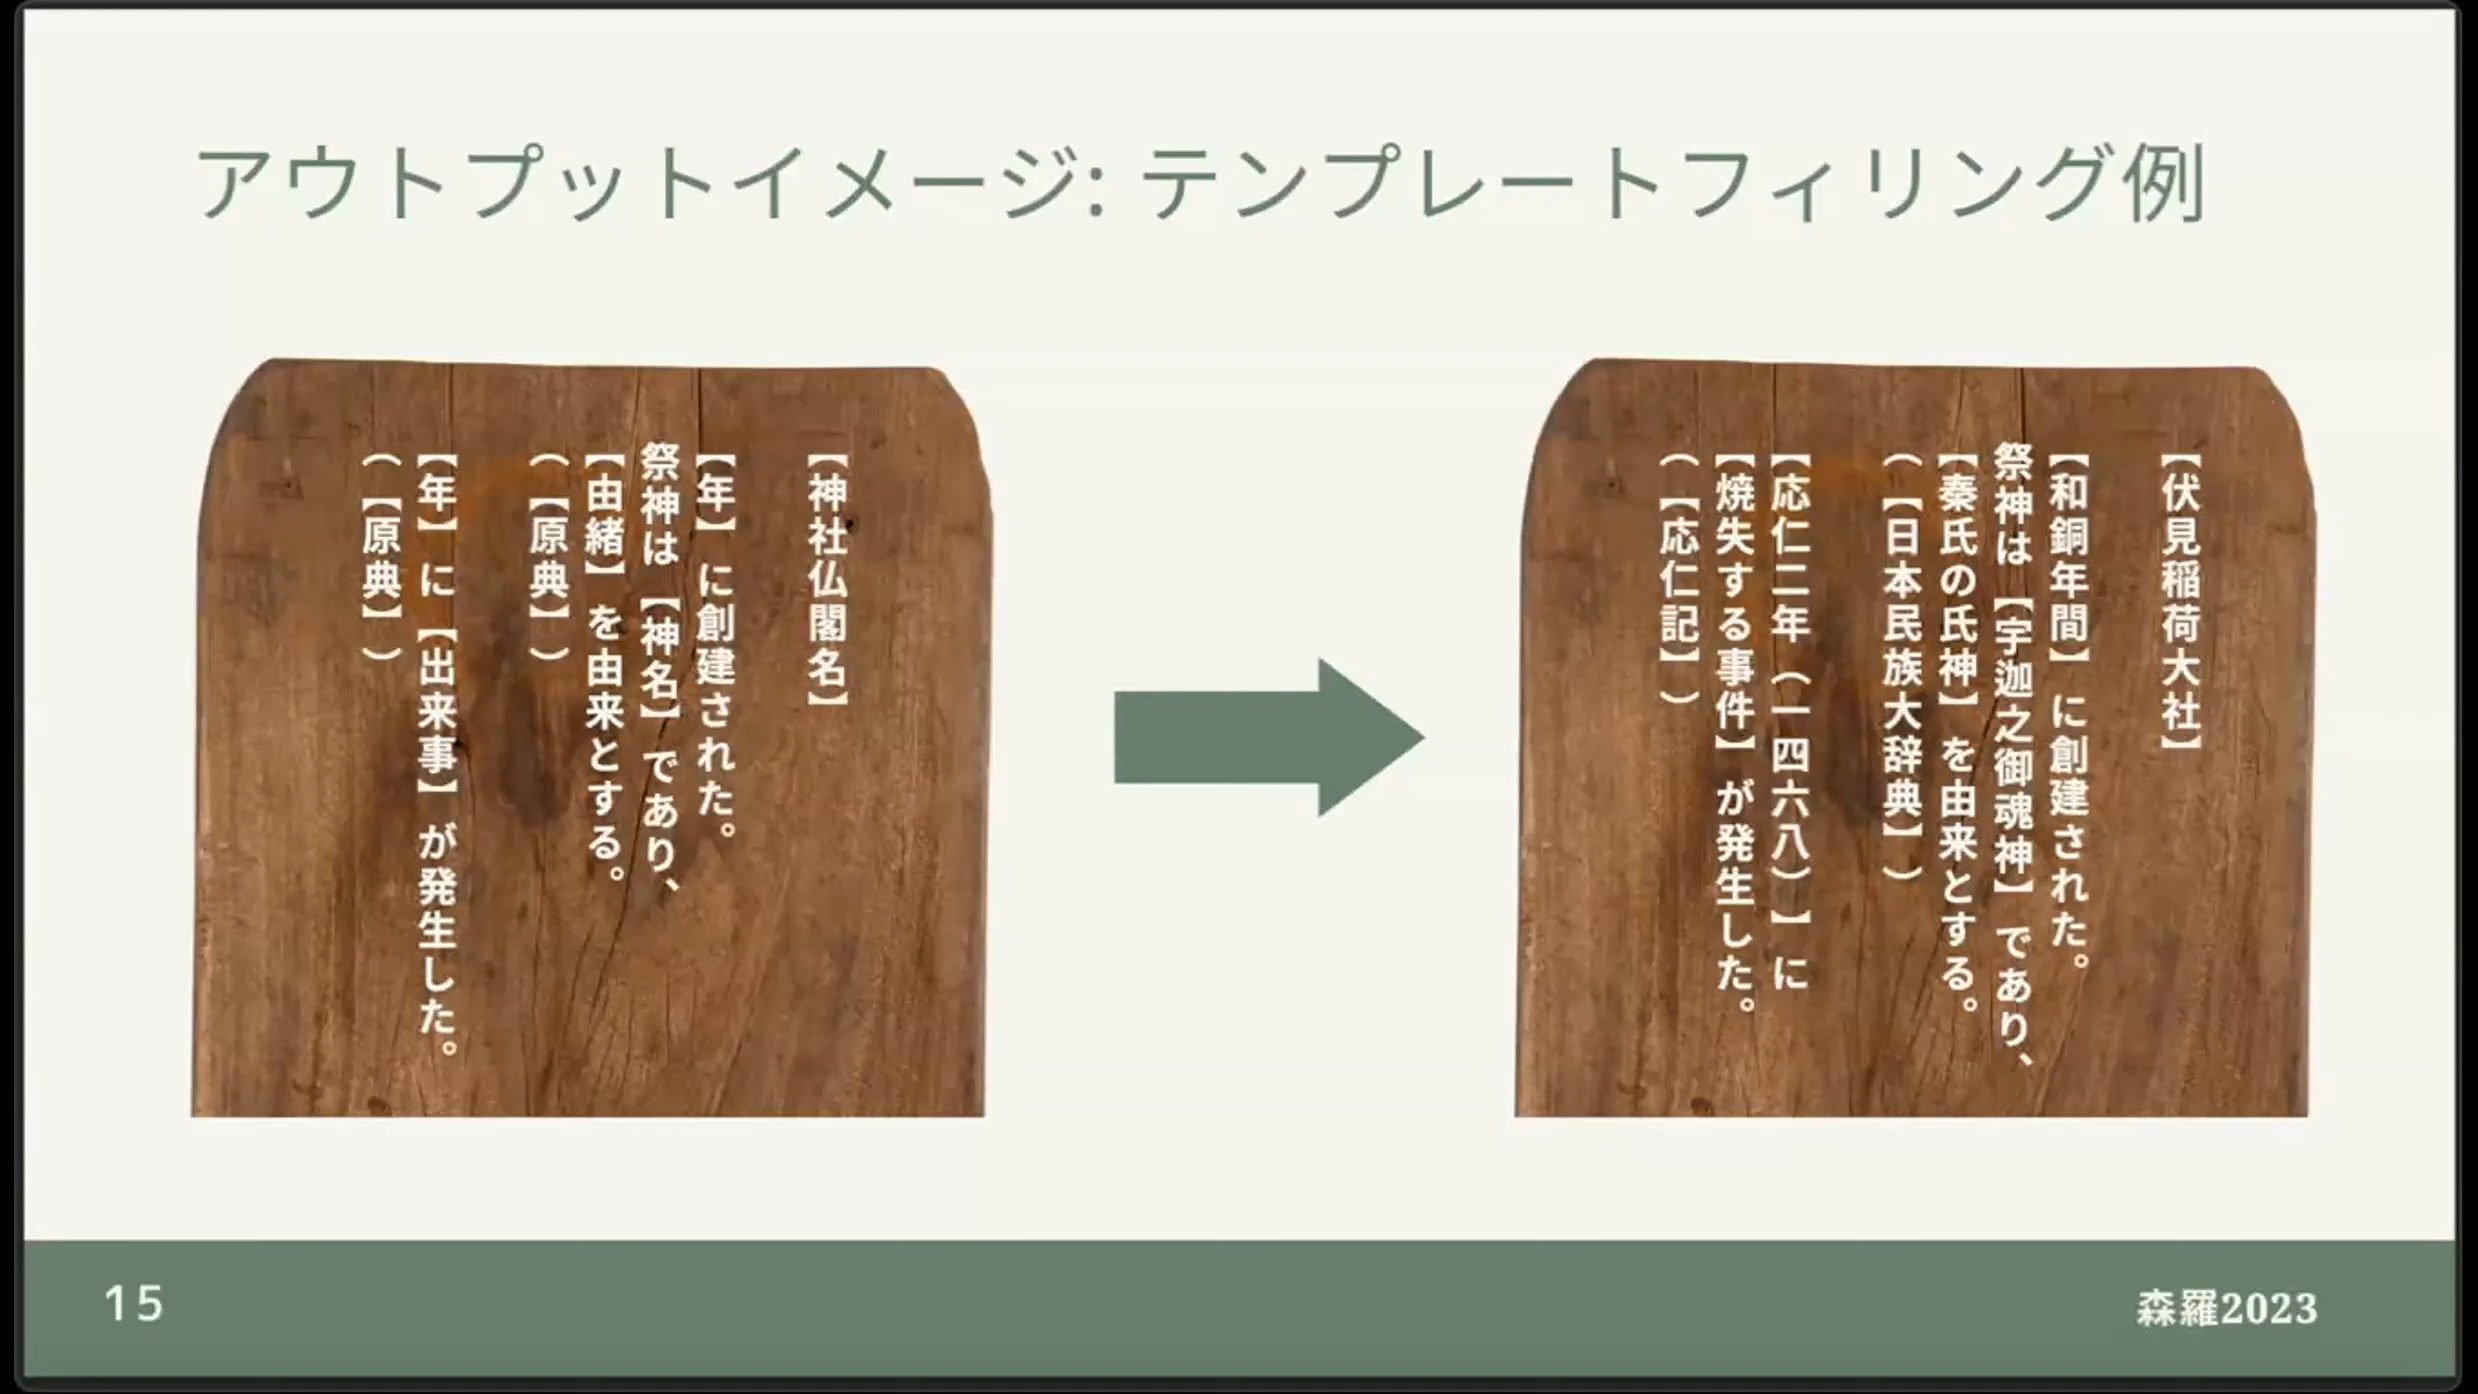 アウトプットイメージ: テンプレートフィリング例
【神社仏閣名】
【年】に創建された。
祭神は【神名】であり、
【由緒】を由来とする。
（【原典】）
【年】に【出来事】が発生した。
（【原典】）
【伏見稲荷大社】
【和銅年間】に創建された。
祭神は【宇迦之御魂神】であり、
【秦氏の氏神】を由来とする。
（【日本民族大辞典】）
【応仁二年（一四六八）】に
【焼失する事件】が発生した。
（【応仁記】）
15
森羅2023